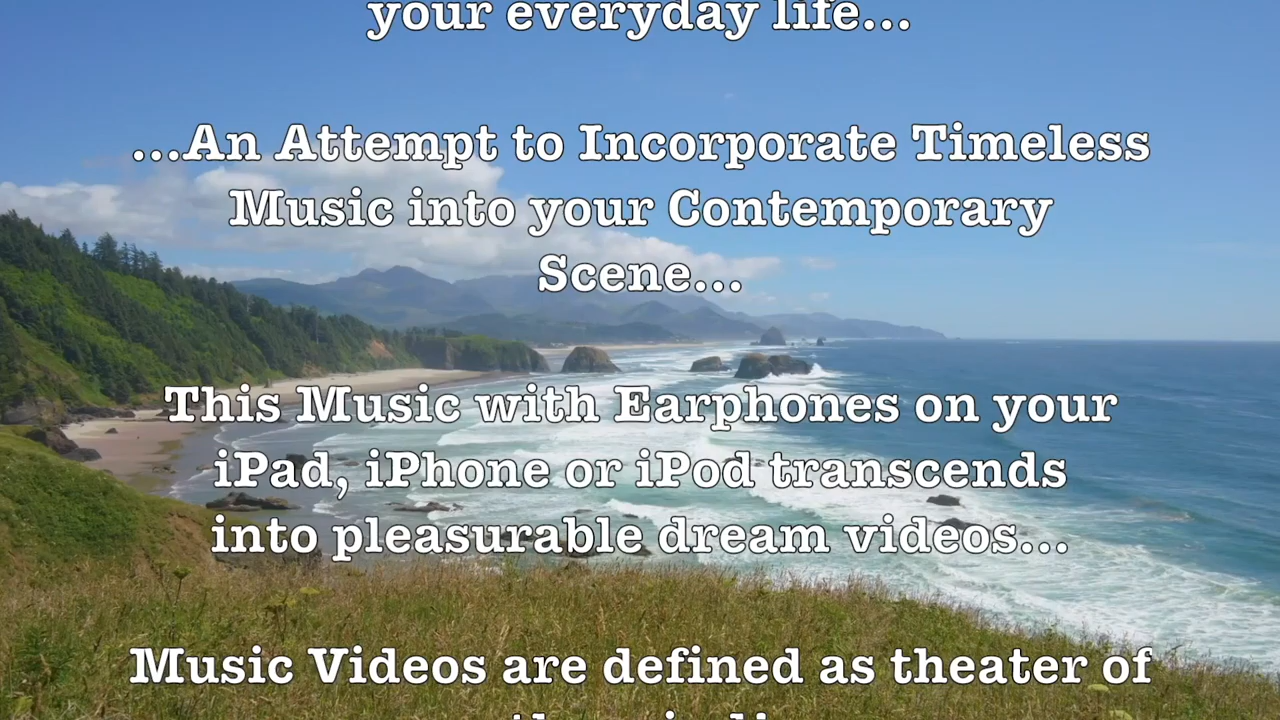 your everyday life...
...An Attempt to Incorporate Timeless
Music into your Contemporary
Scene...
This Music with Earphones on your
iPad, iPhone or iPod transcends
into pleasurable dream videos...
Music Videos are defined as theater of